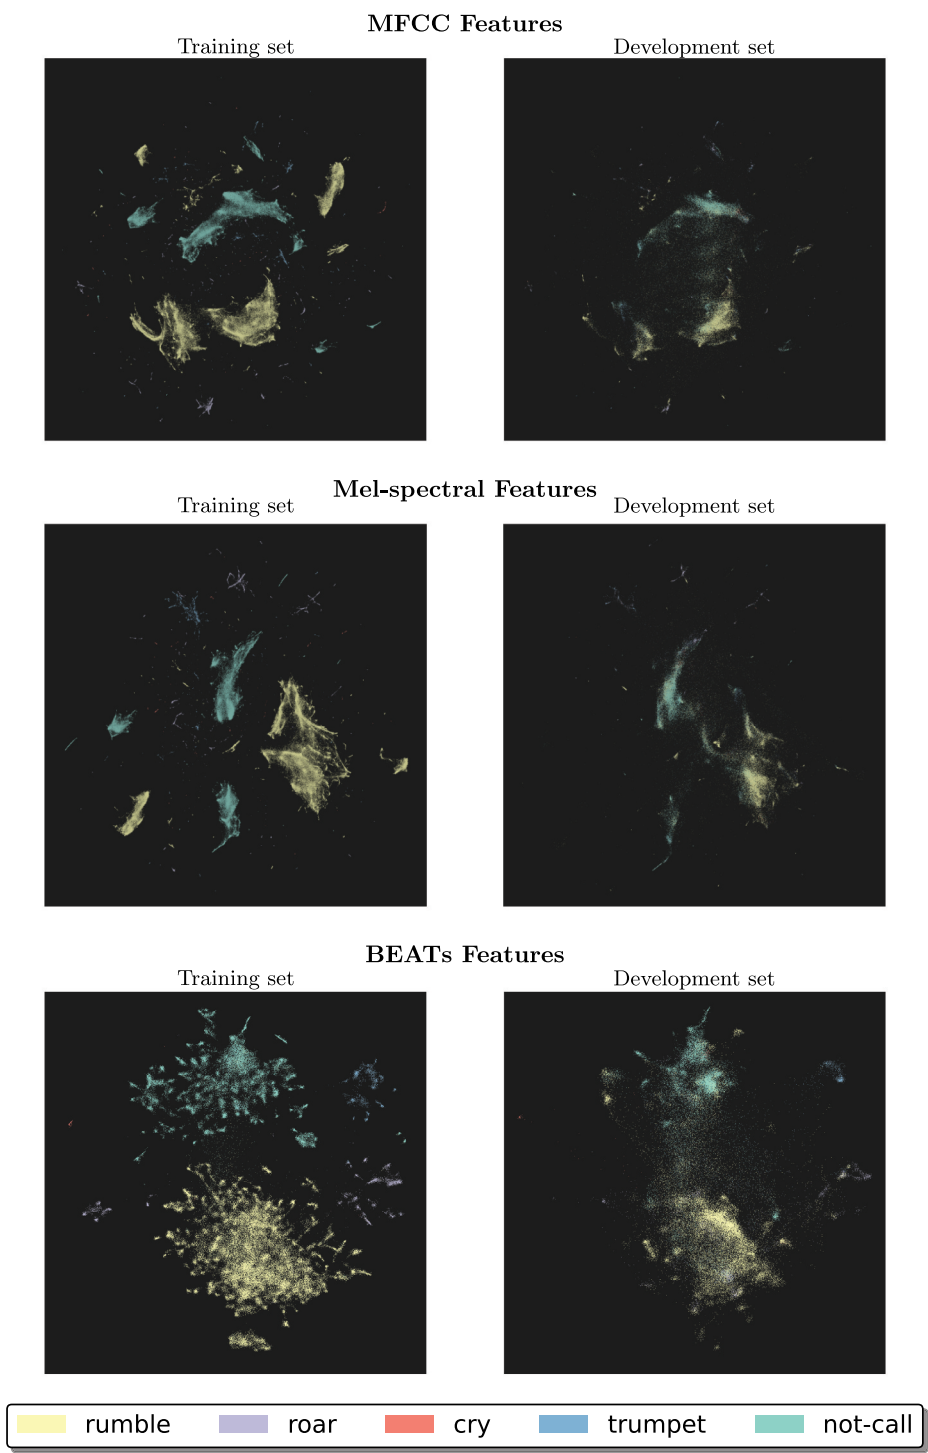 MFCC Features
Training set Development set
Mel-spectral Features
Training set Development set
BEATs Features
Training set Development set
rumble roar cry trumpet not-call